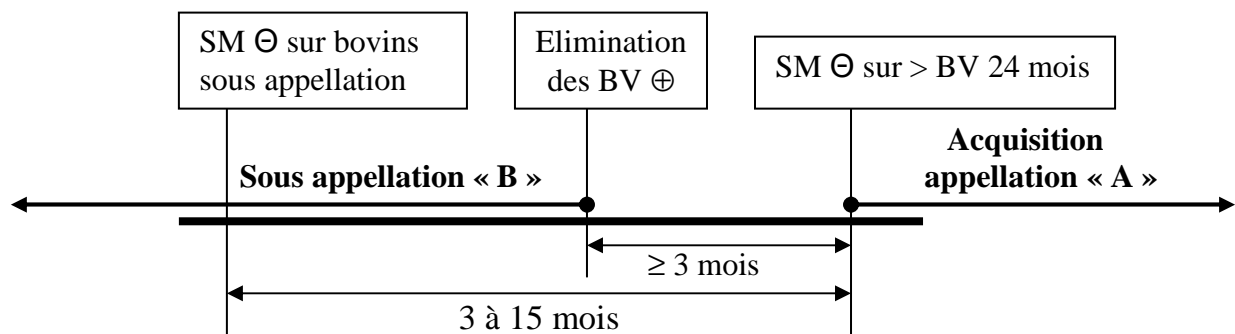 SM Θ sur bovins
sous appellation
Elimination
des BV ⊕
SM Θ sur > BV 24 mois
Sous appellation « B »
Acquisition
appellation « A »
≥ 3 mois
3 à 15 mois